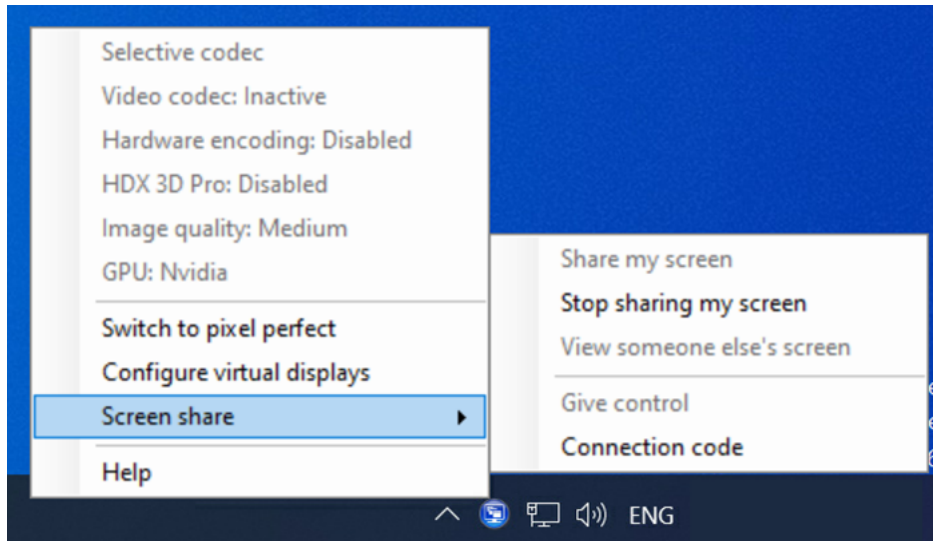 Selective codec
Video codec: Inactive
Hardware encoding: Disabled
HDX 3D Pro: Disabled
Image quality: Medium
GPU: Nvidia
Switch to pixel perfect
Configure virtual displays
Screen share
Help
Share my screen
Stop sharing my screen
View someone else's screen
Give control
Connection code
ENG